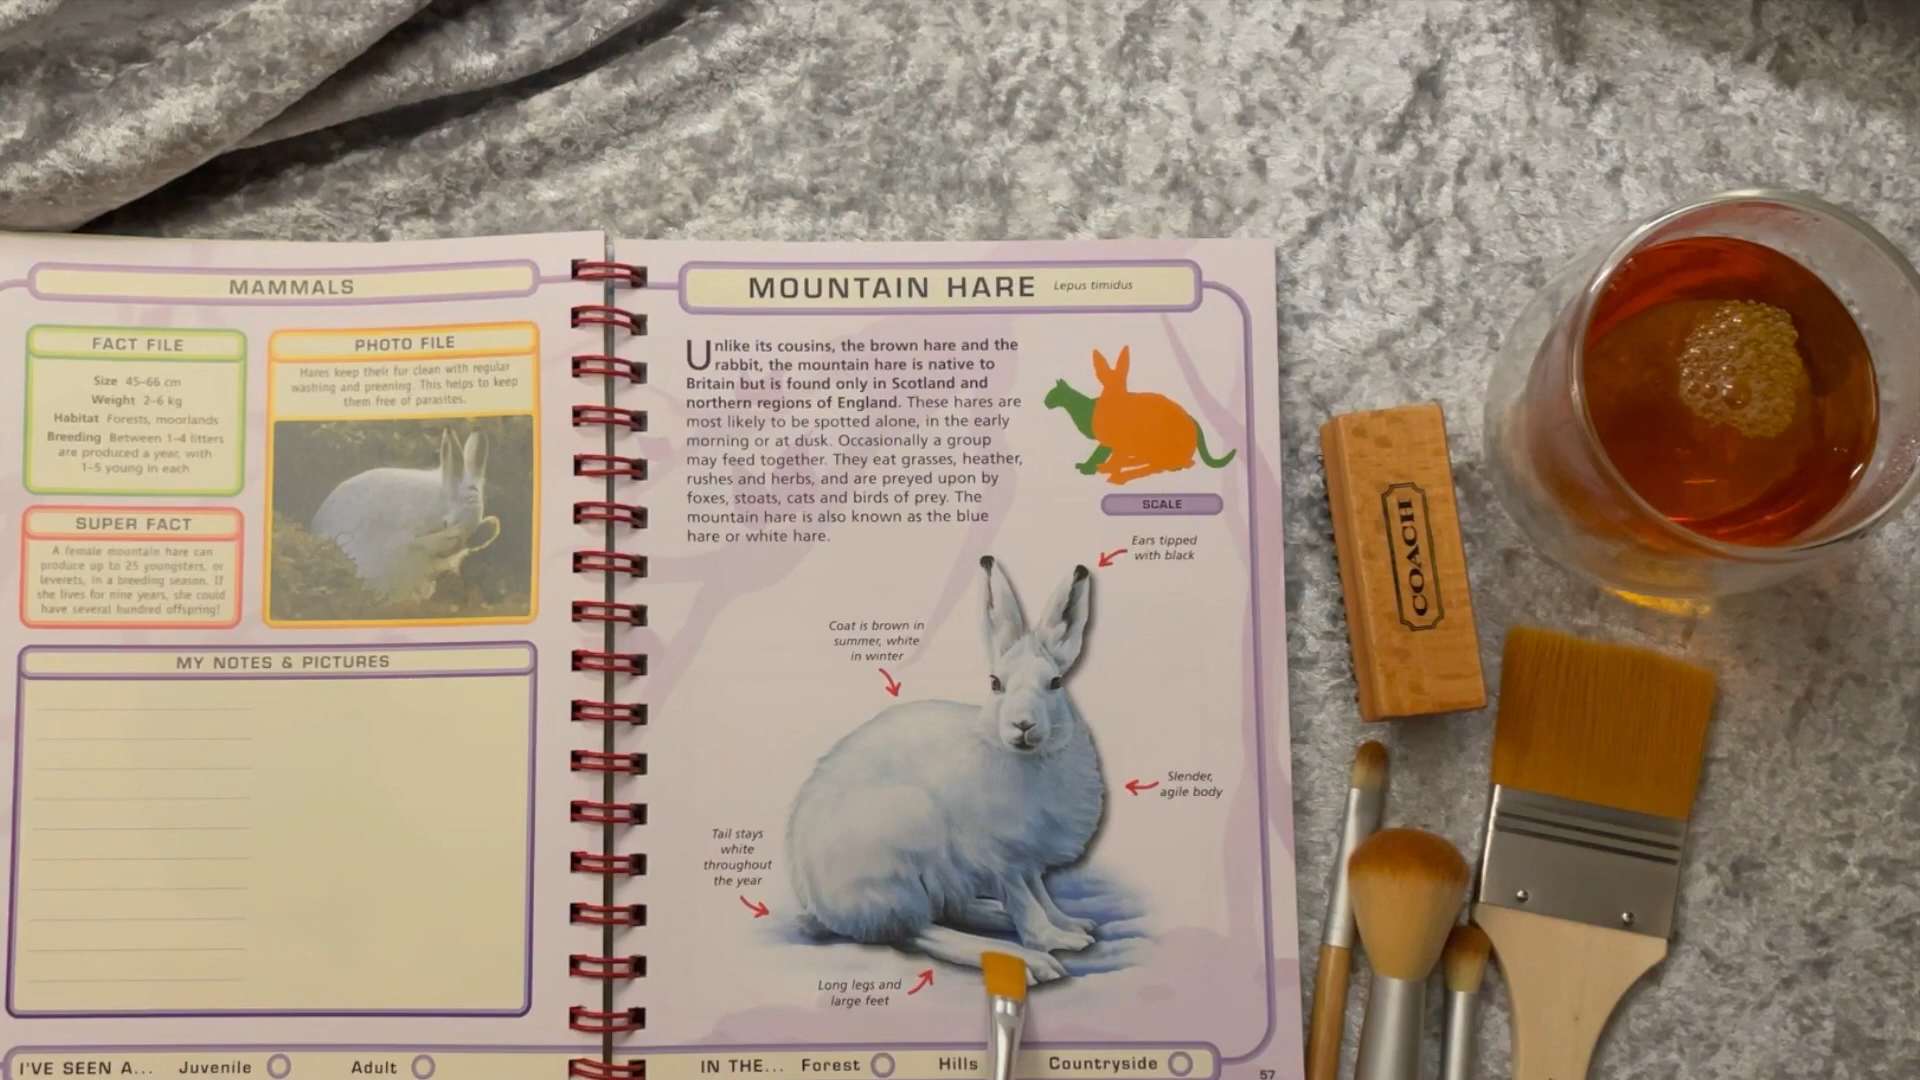 MAMMALS
FACT FILE
Size 45–66 cm
Weight 2–6 kg
Habitat Forests, moorlands
Breeding Between 1–4 litters
are produced a year, with
1–5 young in each
SUPER FACT
A female mountain hare can
produce up to 25 youngsters, or
leverets, in a breeding season. If
she lives for nine years, she could
have several hundred offspring!
PHOTO FILE
Hares keep their fur clean with regular
washing and preening. This helps to keep
them free of parasites.
MY NOTES & PICTURES
I'VE SEEN A... Juvenile Adult
MOUNTAIN HARE Lepus timidus
Unlike its cousins, the brown hare and the
rabbit, the mountain hare is native to
Britain but is found only in Scotland and
northern regions of England. These hares are
most likely to be spotted alone, in the early
morning or at dusk. Occasionally a group
may feed together. They eat grasses, heather,
rushes and herbs, and are preyed upon by
foxes, stoats, cats and birds of prey. The
mountain hare is also known as the blue
hare or white hare.
SCALE
Ears tipped
with black
Coat is brown in
summer, white
in winter
Slender,
agile body
Tail stays
white
throughout
the year
Long legs and
large feet
IN THE... Forest Hills Countryside
57
COACH